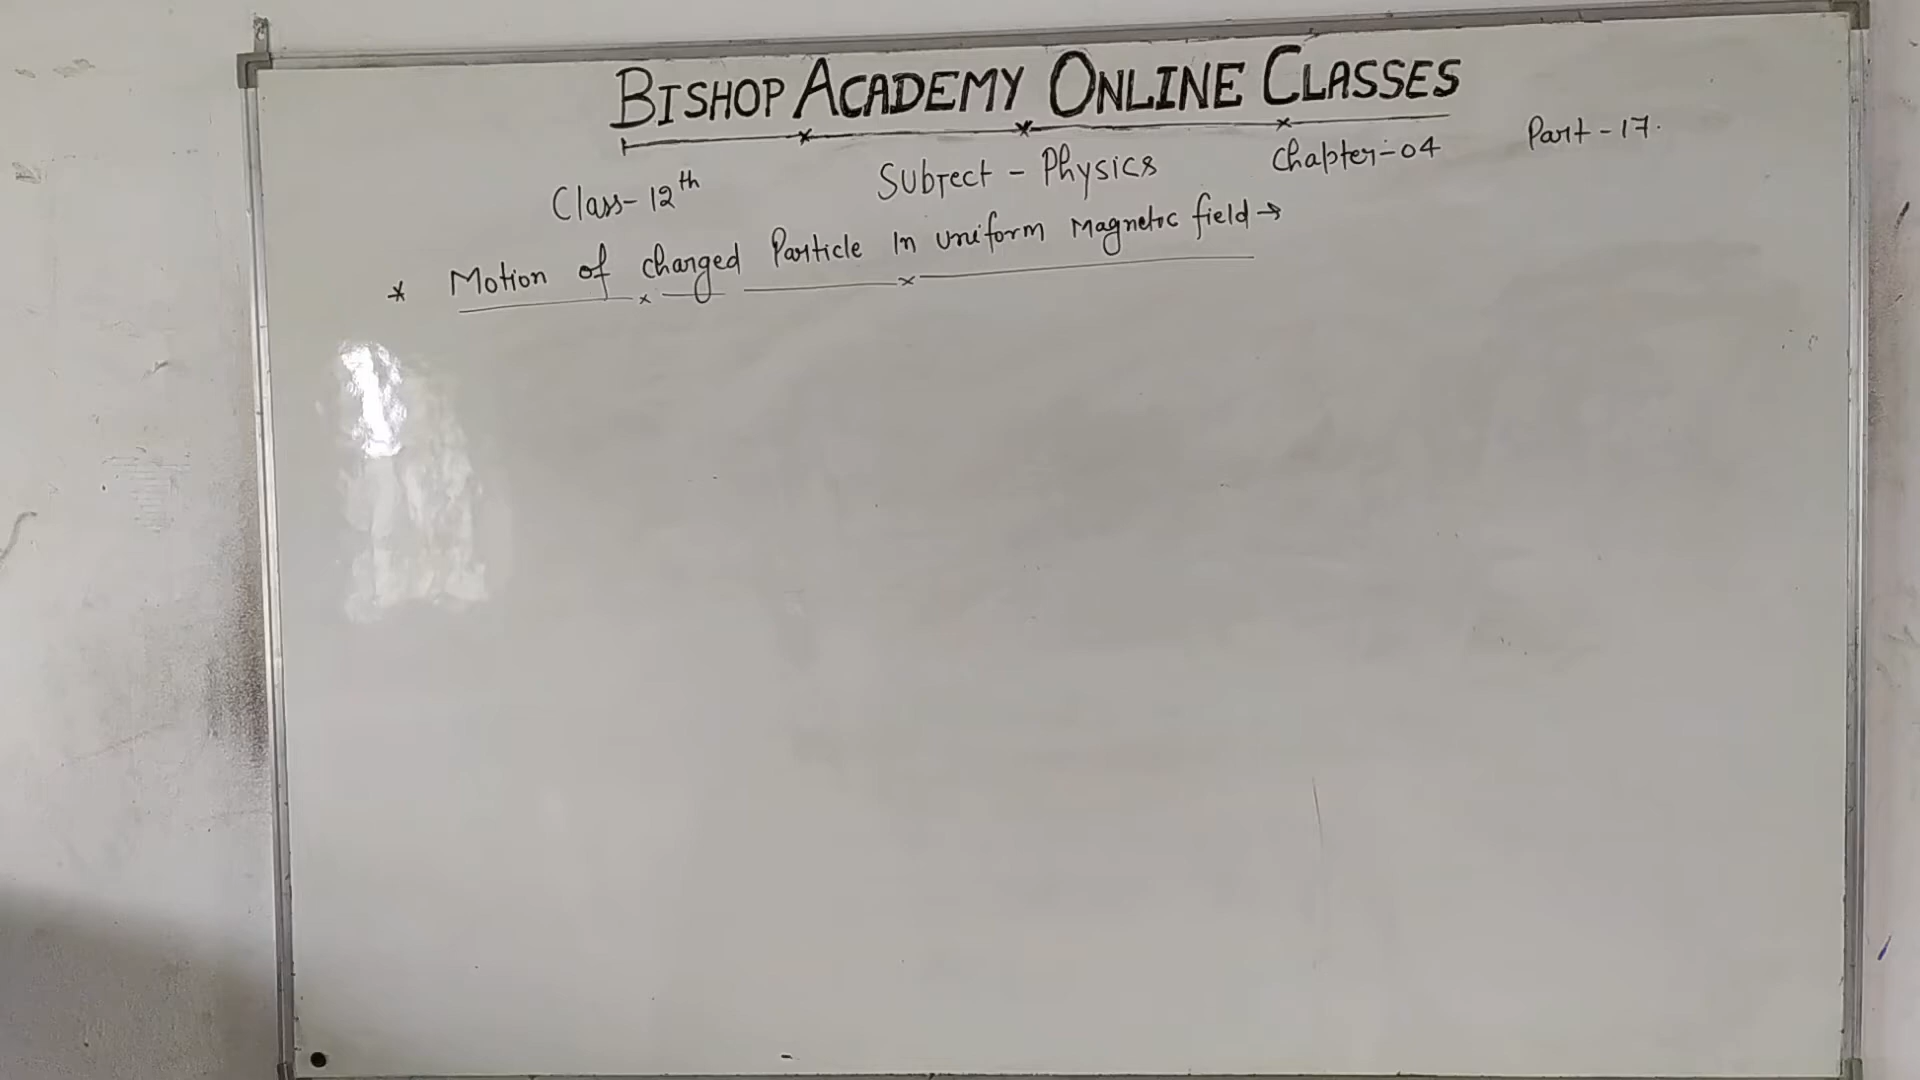 BISHOP ACADEMY ONLINE CLASSES
Class-12th Subject - Physics Chapter-04 Part-17.
* Motion of charged Particle In uniform Magnetic field →